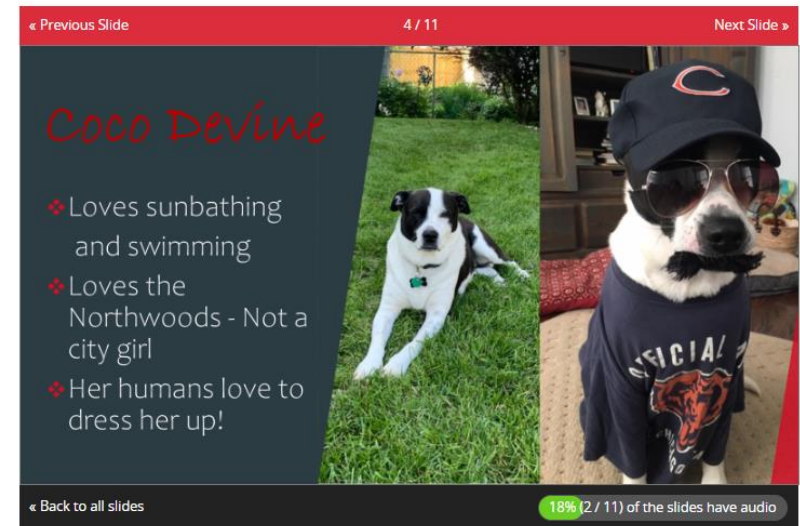 « Previous Slide
4 / 11
Next Slide »
Coco Devine
Loves sunbathing
and swimming
Loves the
Northwoods - Not a
city girl
Her humans love to
dress her up!
C
« Back to all slides
18% (2 / 11) of the slides have audio